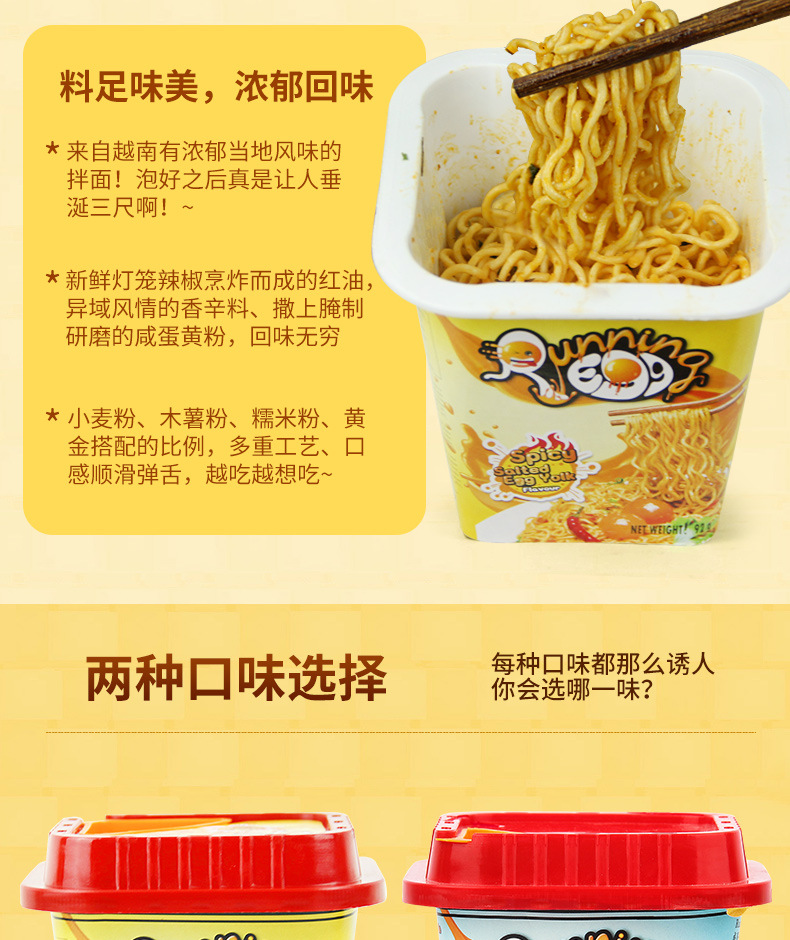 料足味美，浓郁回味
* 来自越南有浓郁当地风味的
拌面！泡好之后真是让人垂
涎三尺啊！~
* 新鲜灯笼辣椒烹炸而成的红油，
异域风情的香辛料、撒上腌制
研磨的咸蛋黄粉，回味无穷
* 小麦粉、木薯粉、糯米粉、黄
金搭配的比例，多重工艺、口
感顺滑弹舌，越吃越想吃~
Running
EGG
Spicy
Salted
Egg Yolk
Flavour
NET WEIGHT:
两种口味选择
每种口味都那么诱人
你会选哪一味？